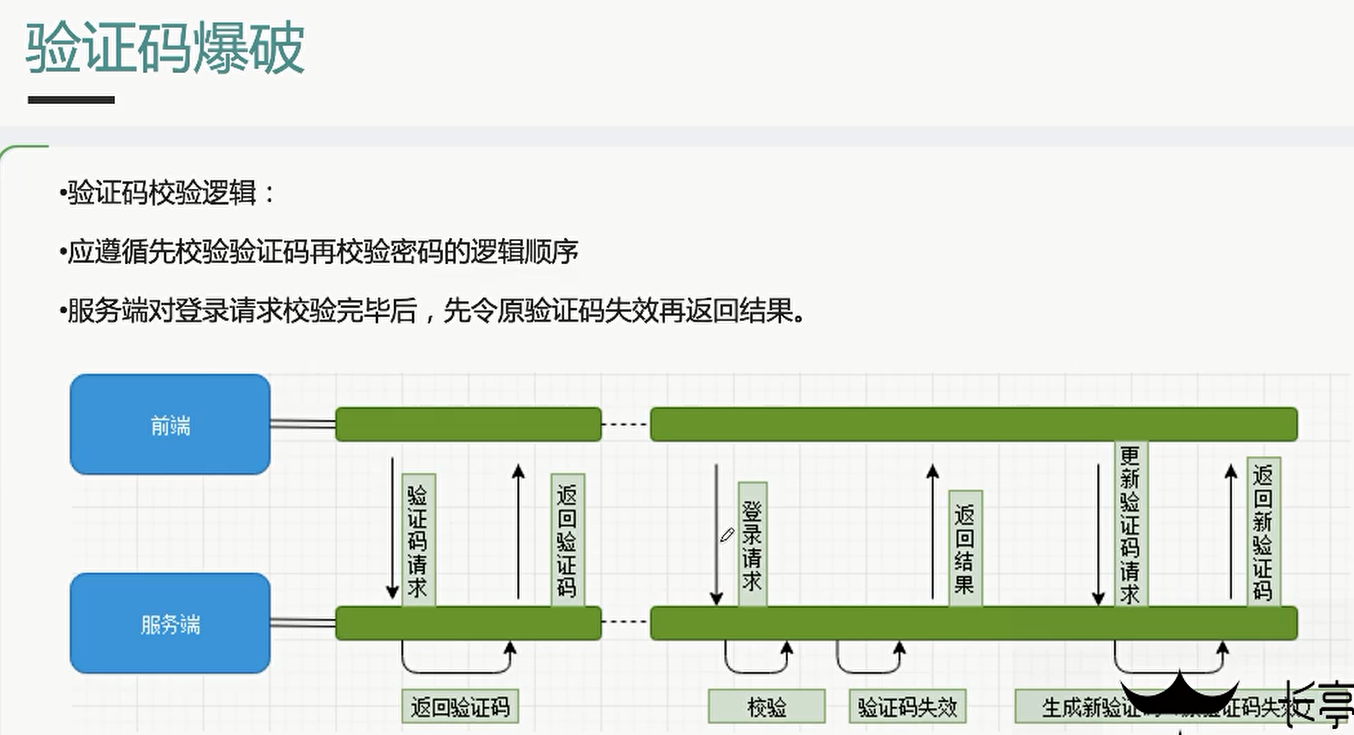 验证码爆破
•验证码校验逻辑：
•应遵循先校验验证码再校验密码的逻辑顺序
•服务端对登录请求校验完毕后，先令原验证码失效再返回结果。
前端
验证码请求
返回验证码
登录请求
返回结果
更新验证码请求
返回新验证码
服务端
返回验证码
校验
验证码失效
生成新验证码 验证码失效
长亭